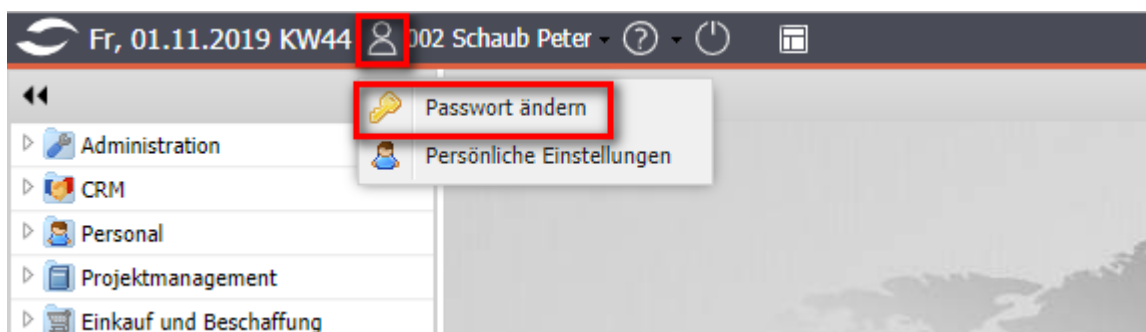 Fr, 01.11.2019 KW44 002 Schaub Peter
Passwort ändern
Persönliche Einstellungen
Administration
CRM
Personal
Projektmanagement
Einkauf und Beschaffung